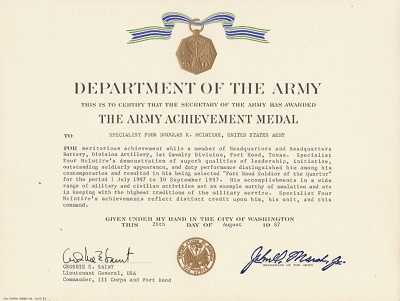 DEPARTMENT OF THE ARMY
THIS IS TO CERTIFY THAT THE SECRETARY OF THE ARMY HAS AWARDED
THE ARMY ACHIEVEMENT MEDAL
TO SPECIALIST FOUR DOUGLAS K. MCINTIRE, UNITED STATES ARMY
FOR meritorious achievement while a member of Headquarters and Headquarters
Battery, Division Artillery, 1st Cavalry Division, Fort Hood, Texas. Specialist
Four McIntire's demonstration of superb qualities of leadership, initiative,
outstanding soldierly appearance, and duty performance distinguished him among his
contemporaries and resulted in his being selected "Fort Hood Soldier of the Quarter"
for the period 1 July 1987 to 30 September 1987. His accomplishments in a wide
range of military and civilian activities set an example worthy of emulation and are
in keeping with the highest traditions of the military service. Specialist Four
McIntire's achievements reflect distinct credit upon him, his unit, and this
command.
GIVEN UNDER MY HAND IN THE CITY OF WASHINGTON
THIS 25th DAY OF August 19 87
CROSBIE E. SAINT
Lieutenant General, USA
Commander, III Corps and Fort Hood
John O. Marsh, Jr.
SECRETARY OF THE ARMY